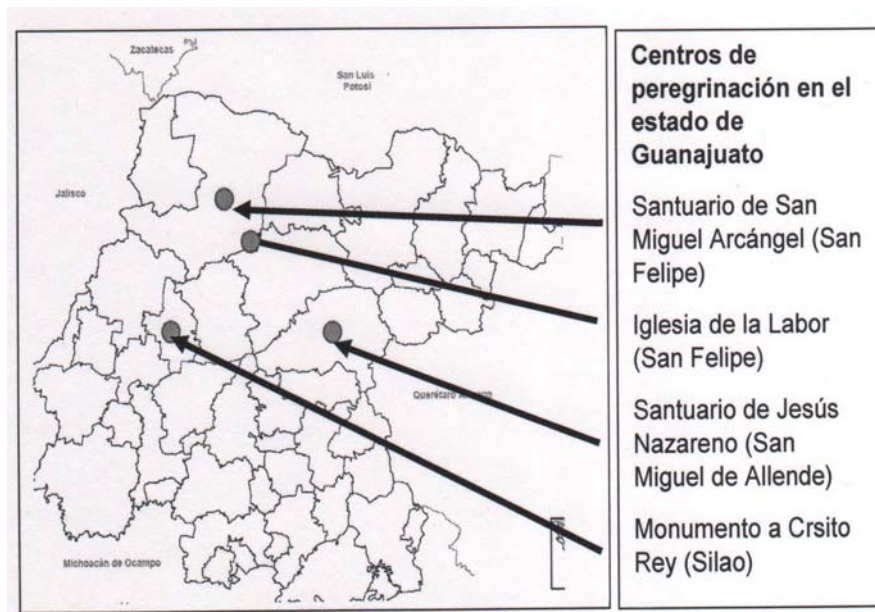 Zacatecas
San Luis
Potosí
Jalisco
Querétaro
Michoacán de Ocampo
Centros de
peregrinación en el
estado de
Guanajuato
Santuario de San
Miguel Arcángel (San
Felipe)
Iglesia de la Labor
(San Felipe)
Santuario de Jesús
Nazareno (San
Miguel de Allende)
Monumento a Crsito
Rey (Silao)